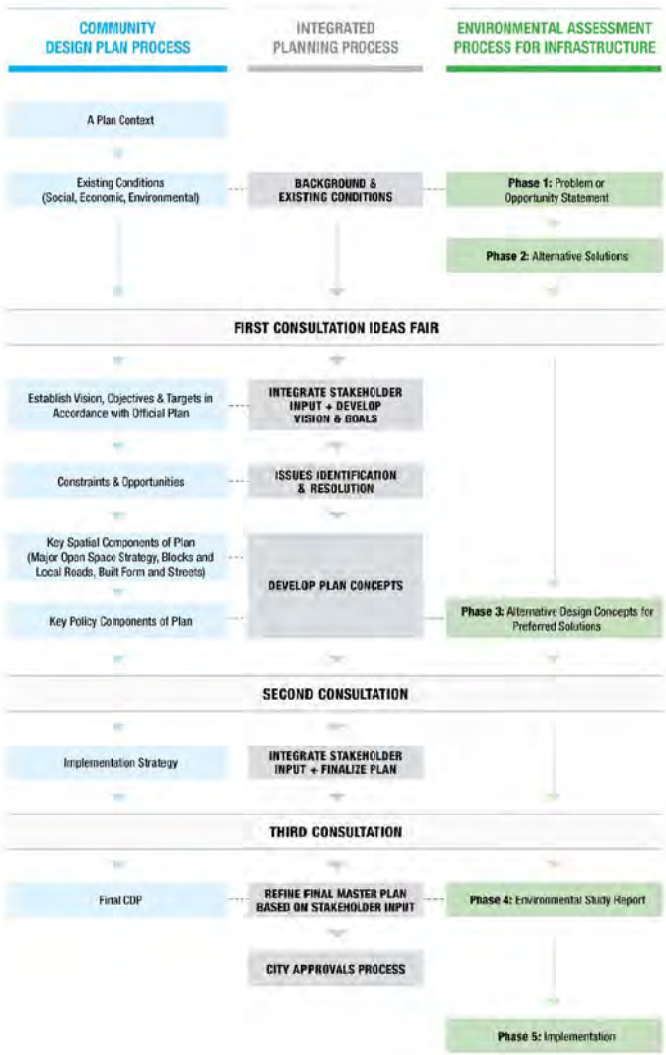 COMMUNITY
DESIGN PLAN PROCESS
INTEGRATED
PLANNING PROCESS
ENVIRONMENTAL ASSESSMENT
PROCESS FOR INFRASTRUCTURE
A Plan Context
Existing Conditions
(Social, Economic, Environmental)
BACKGROUND &
EXISTING CONDITIONS
Phase 1: Problem or
Opportunity Statement
Phase 2: Alternative Solutions
FIRST CONSULTATION IDEAS FAIR
Establish Vision, Objectives & Targets in
Accordance with Official Plan
INTEGRATE STAKEHOLDER
INPUT + DEVELOP
VISION & GOALS
Constraints & Opportunities
ISSUES IDENTIFICATION
& RESOLUTION
Key Spatial Components of Plan
(Major Open Space Strategy, Blocks and
Local Roads, Built Form and Streets)
DEVELOP PLAN CONCEPTS
Key Policy Components of Plan
Phase 3: Alternative Design Concepts for
Preferred Solutions
SECOND CONSULTATION
Implementation Strategy
INTEGRATE STAKEHOLDER
INPUT + FINALIZE PLAN
THIRD CONSULTATION
Final CDP
REFINE FINAL MASTER PLAN
BASED ON STAKEHOLDER INPUT
Phase 4: Environmental Study Report
CITY APPROVALS PROCESS
Phase 5: Implementation